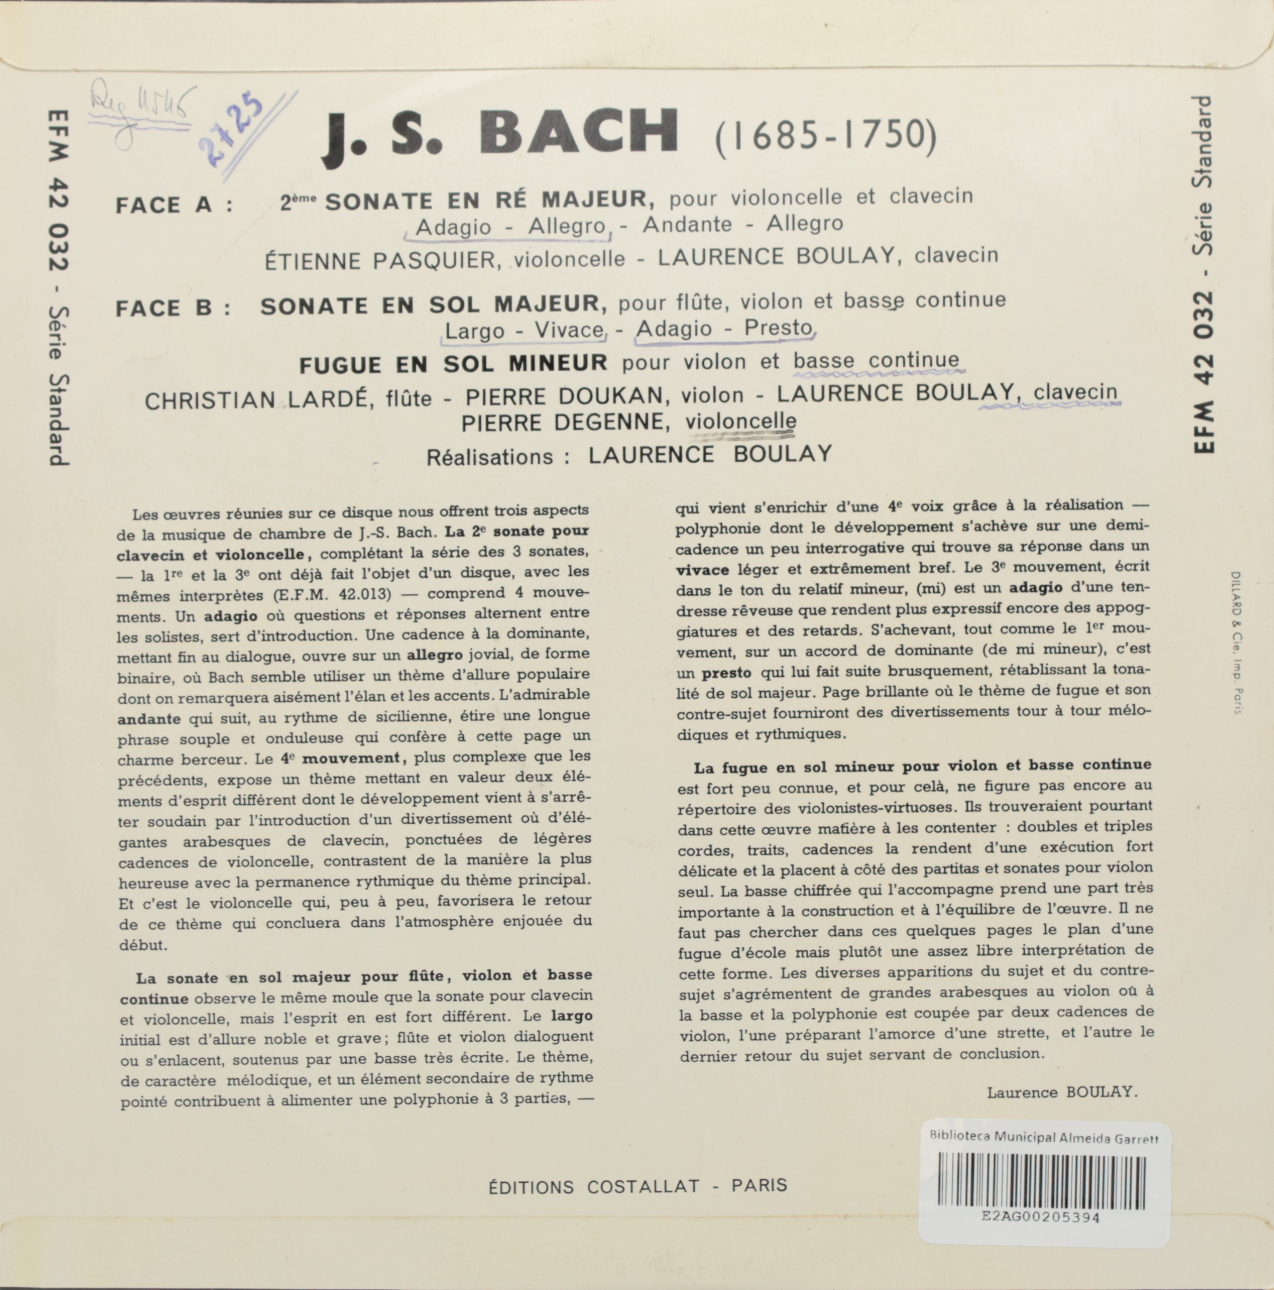 EFM 42 032 - Série Standard
2725
J. S. BACH (1685-1750)
FACE A : 2ème SONATE EN RÉ MAJEUR, pour violoncelle et clavecin
Adagio - Allegro - Andante - Allegro
ÉTIENNE PASQUIER, violoncelle - LAURENCE BOULAY, clavecin
FACE B : SONATE EN SOL MAJEUR, pour flûte, violon et basse continue
Largo - Vivace - Adagio - Presto
FUGUE EN SOL MINEUR pour violon et basse continue
CHRISTIAN LARDÉ, flûte - PIERRE DOUKAN, violon - LAURENCE BOULAY, clavecin
PIERRE DEGENNE, violoncelle
Réalisations : LAURENCE BOULAY
EFM 42 032 - Série Standard
Les œuvres réunies sur ce disque nous offrent trois aspects
de la musique de chambre de J.-S. Bach. La 2e sonate pour
clavecin et violoncelle, complétant la série des 3 sonates,
— la 1re et la 3e ont déjà fait l'objet d'un disque, avec les
mêmes interprètes (E.F.M. 42.013) — comprend 4 mouve-
ments. Un adagio où questions et réponses alternent entre
les solistes, sert d'introduction. Une cadence à la dominante,
mettant fin au dialogue, ouvre sur un allegro jovial, de forme
binaire, où Bach semble utiliser un thème d'allure populaire
dont on remarquera aisément l'élan et les accents. L'admirable
andante qui suit, au rythme de sicilienne, étire une longue
phrase souple et onduleuse qui confère à cette page un
charme berceur. Le 4e mouvement, plus complexe que les
précédents, expose un thème mettant en valeur deux élé-
ments d'esprit différent dont le développement vient à s'arrê-
ter soudain par l'introduction d'un divertissement où d'élé-
gantes arabesques de clavecin, ponctuées de légères
cadences de violoncelle, contrastent de la manière la plus
heureuse avec la permanence rythmique du thème principal.
Et c'est le violoncelle qui, peu à peu, favorisera le retour
de ce thème qui concluera dans l'atmosphère enjouée du
début.
La sonate en sol majeur pour flûte, violon et basse
continue observe le même moule que la sonate pour clavecin
et violoncelle, mais l'esprit en est fort différent. Le largo
initial est d'allure noble et grave; flûte et violon dialoguent
ou s'enlacent, soutenus par une basse très écrite. Le thème,
de caractère mélodique, et un élément secondaire de rythme
pointé contribuent à alimenter une polyphonie à 3 parties, —
qui vient s'enrichir d'une 4e voix grâce à la réalisation —
polyphonie dont le développement s'achève sur une demi-
cadence un peu interrogative qui trouve sa réponse dans un
vivace léger et extrêmement bref. Le 3e mouvement, écrit
dans le ton du relatif mineur, (mi) est un adagio d'une ten-
dresse rêveuse que rendent plus expressif encore des appog-
giatures et des retards. S'achevant, tout comme le 1er mou-
vement, sur un accord de dominante (de mi mineur), c'est
un presto qui lui fait suite brusquement, rétablissant la tona-
lité de sol majeur. Page brillante où le thème de fugue et son
contre-sujet fourniront des divertissements tour à tour mélo-
diques et rythmiques.
La fugue en sol mineur pour violon et basse continue
est fort peu connue, et pour celà, ne figure pas encore au
répertoire des violonistes-virtuoses. Ils trouveraient pourtant
dans cette œuvre matière à les contenter : doubles et triples
cordes, traits, cadences la rendent d'une exécution fort
délicate et la placent à côté des partitas et sonates pour violon
seul. La basse chiffrée qui l'accompagne prend une part très
importante à la construction et à l'équilibre de l'œuvre. Il ne
faut pas chercher dans ces quelques pages le plan d'une
fugue d'école mais plutôt une assez libre interprétation de
cette forme. Les diverses apparitions du sujet et du contre-
sujet s'agrémentent de grandes arabesques au violon où à
la basse et la polyphonie est coupée par deux cadences de
violon, l'une préparant l'amorce d'une strette, et l'autre le
dernier retour du sujet servant de conclusion.
Laurence BOULAY.
DILLARD & Cie, Imp. Paris
ÉDITIONS COSTALLAT - PARIS
Biblioteca Municipal Almeida Garrett
E2AG00205394